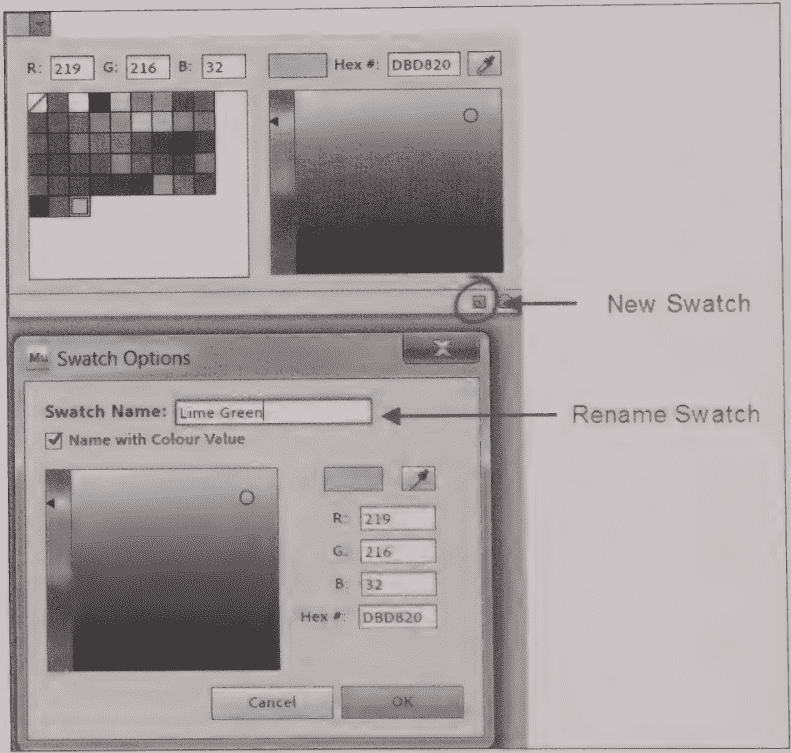 R: 219 G: 216 B: 32 Hex #: DBD820
New Swatch
Mu Swatch Options
Swatch Name: Lime Green
Rename Swatch
Name with Colour Value
R: 219
G. 216
B: 32
Hex #: DBD820
Cancel OK